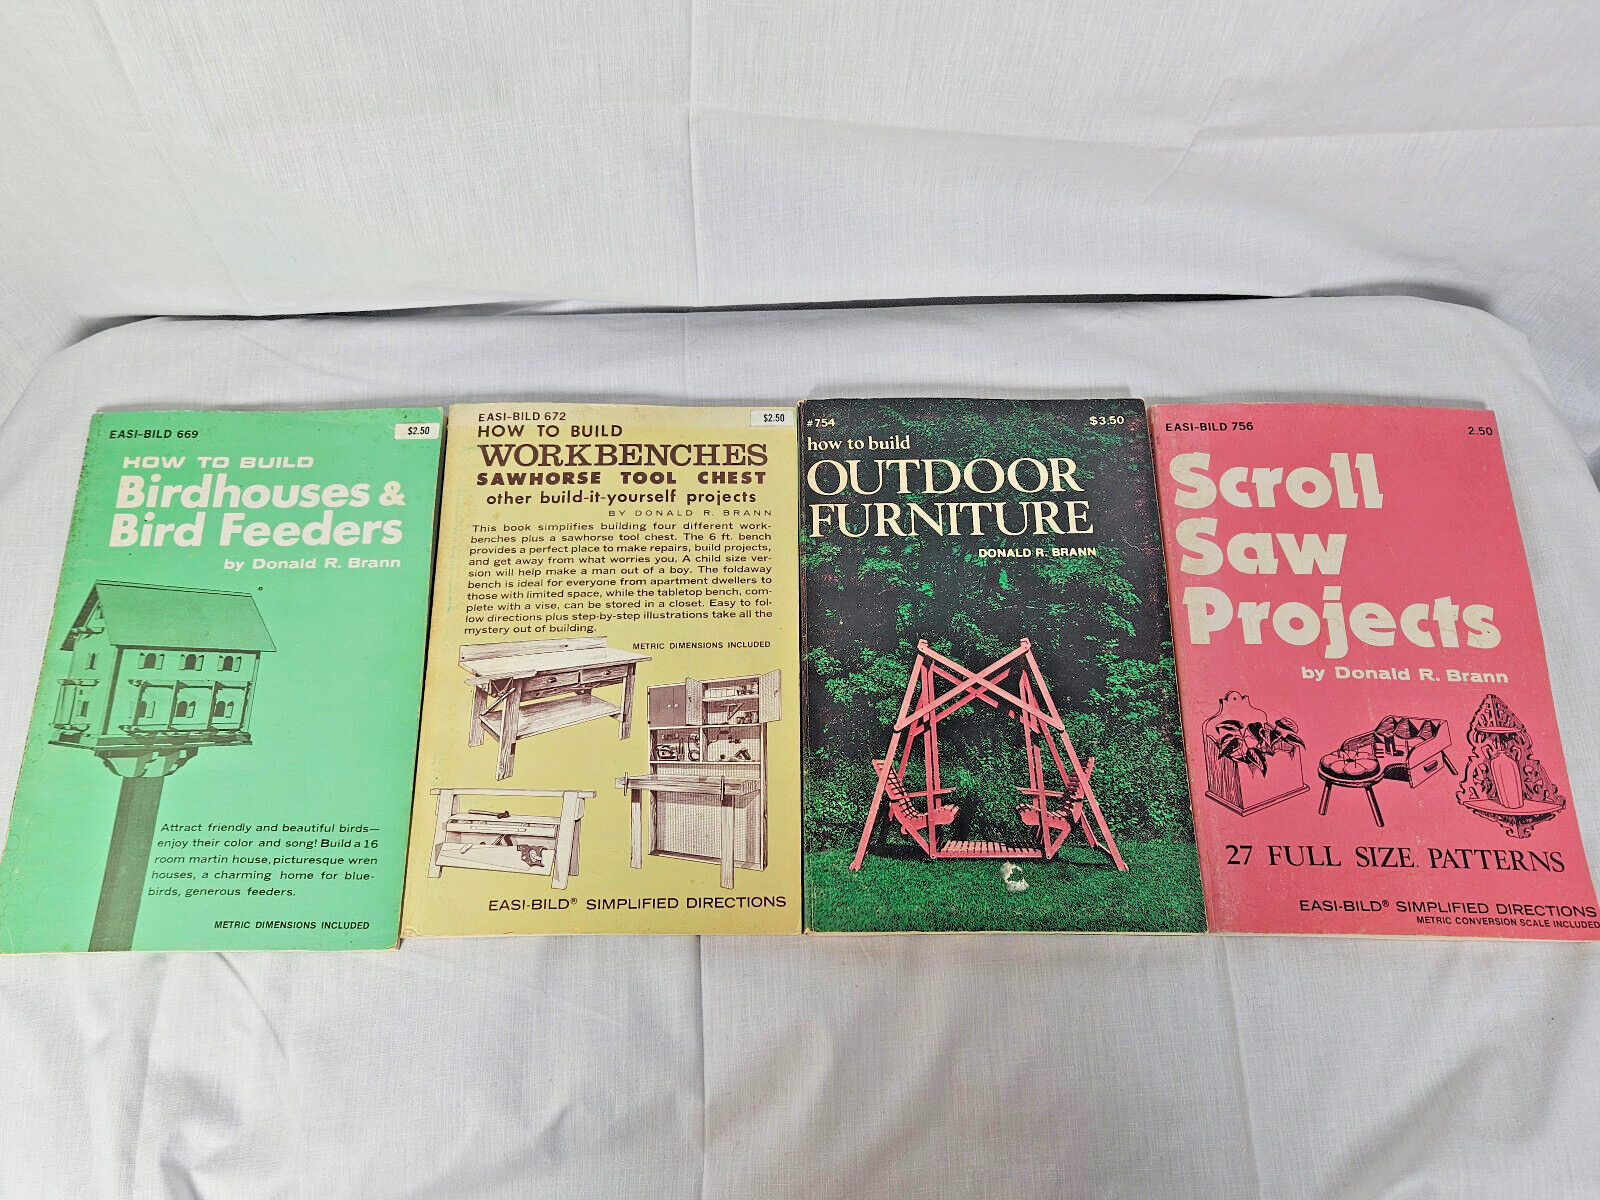 EASI-BILD 669
$2.50
HOW TO BUILD
Birdhouses &
Bird Feeders
by Donald R. Brann
Attract friendly and beautiful birds—
enjoy their color and song! Build a 16
room martin house, picturesque wren
houses, a charming home for blue-
birds, generous feeders.
METRIC DIMENSIONS INCLUDED
EASI-BILD 672
$2.50
HOW TO BUILD
WORKBENCHES
SAWHORSE TOOL CHEST
other build-it-yourself projects
BY DONALD R. BRANN
This book simplifies building four different work-
benches plus a sawhorse tool chest. The 6 ft. bench
provides a perfect place to make repairs, build projects,
and get away from what worries you. A child size ver-
sion will help make a man out of a boy. The foldaway
bench is ideal for everyone from apartment dwellers to
those with limited space, while the tabletop bench, com-
plete with a vise, can be stored in a closet. Easy to fol-
low directions plus step-by-step illustrations take all the
mystery out of building.
METRIC DIMENSIONS INCLUDED
EASI-BILD® SIMPLIFIED DIRECTIONS
#754
$3.50
how to build
OUTDOOR
FURNITURE
DONALD R. BRANN
EASI-BILD 756
2.50
Scroll
Saw
Projects
by Donald R. Brann
27 FULL SIZE PATTERNS
EASI-BILD® SIMPLIFIED DIRECTIONS
METRIC CONVERSION SCALE INCLUDED